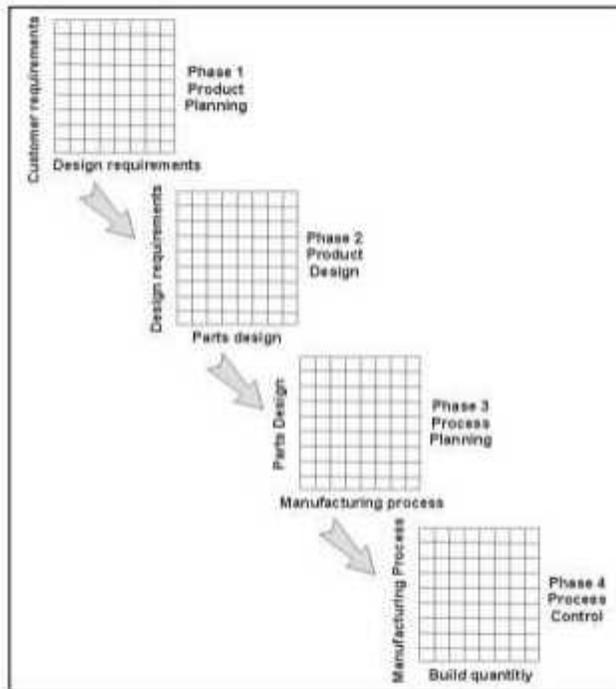 Customer requirements
Phase 1
Product
Planning
Design requirements
Design requirements
Phase 2
Product
Design
Parts design
Parts Design
Phase 3
Process
Planning
Manufacturing process
Manufacturing Process
Phase 4
Process
Control
Build quantitiy